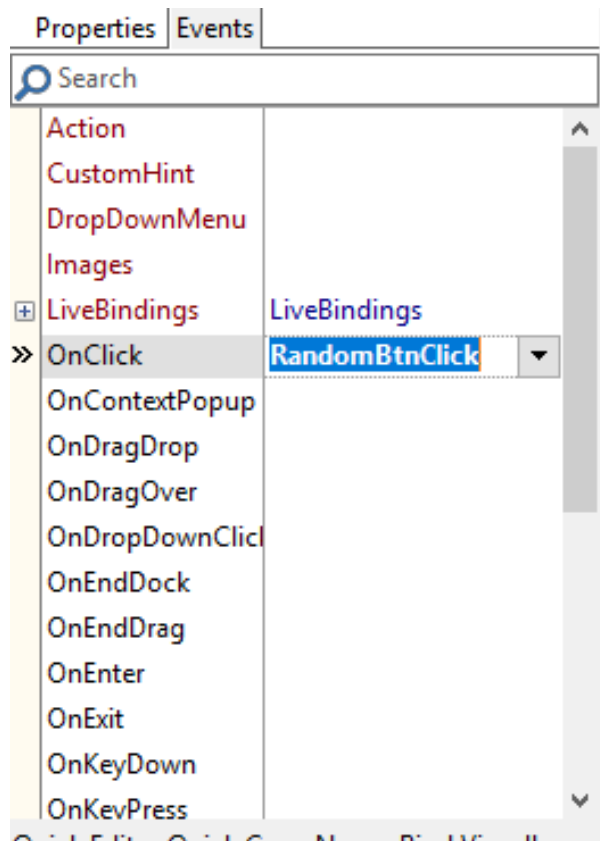 Properties Events
Search
Action
CustomHint
DropDownMenu
Images
LiveBindings LiveBindings
OnClick RandomBtnClick
OnContextPopup
OnDragDrop
OnDragOver
OnDropDownClicl
OnEndDock
OnEndDrag
OnEnter
OnExit
OnKeyDown
OnKeyPress